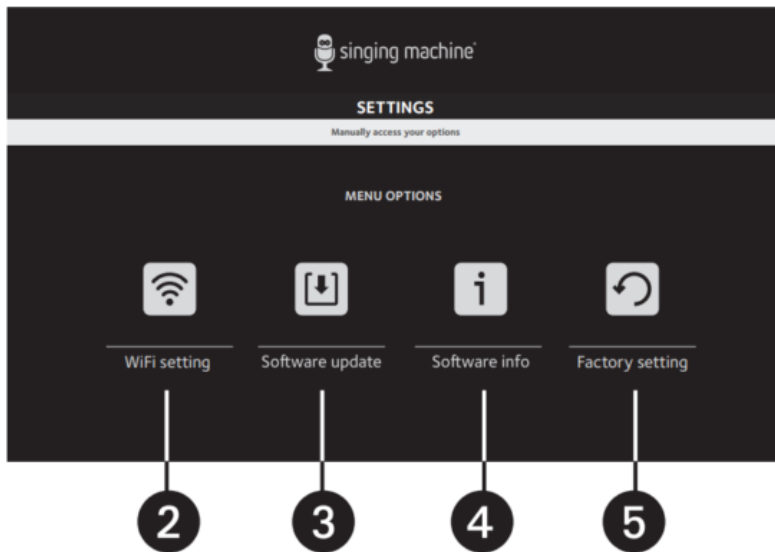 singing machine®
SETTINGS
Manually access your options
MENU OPTIONS
WiFi setting
Software update
Software info
Factory setting
2
3
4
5